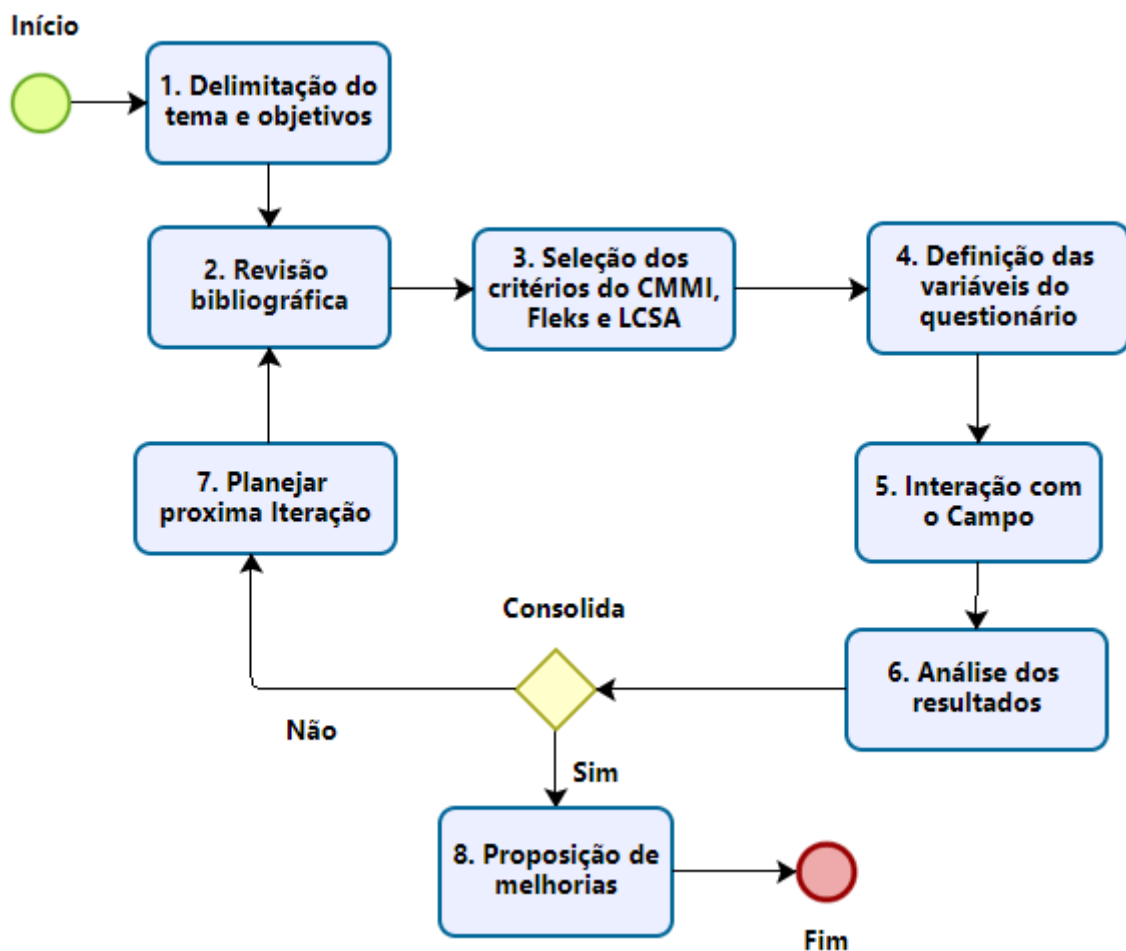 Início
1. Delimitação do
tema e objetivos
2. Revisão
bibliográfica
3. Seleção dos
critérios do CMMI,
Fleks e LCSA
4. Definição das
variáveis do
questionário
7. Planejar
proxima Iteração
5. Interação com
o Campo
Consolida
6. Análise dos
resultados
Não
Sim
8. Proposição de
melhorias
Fim